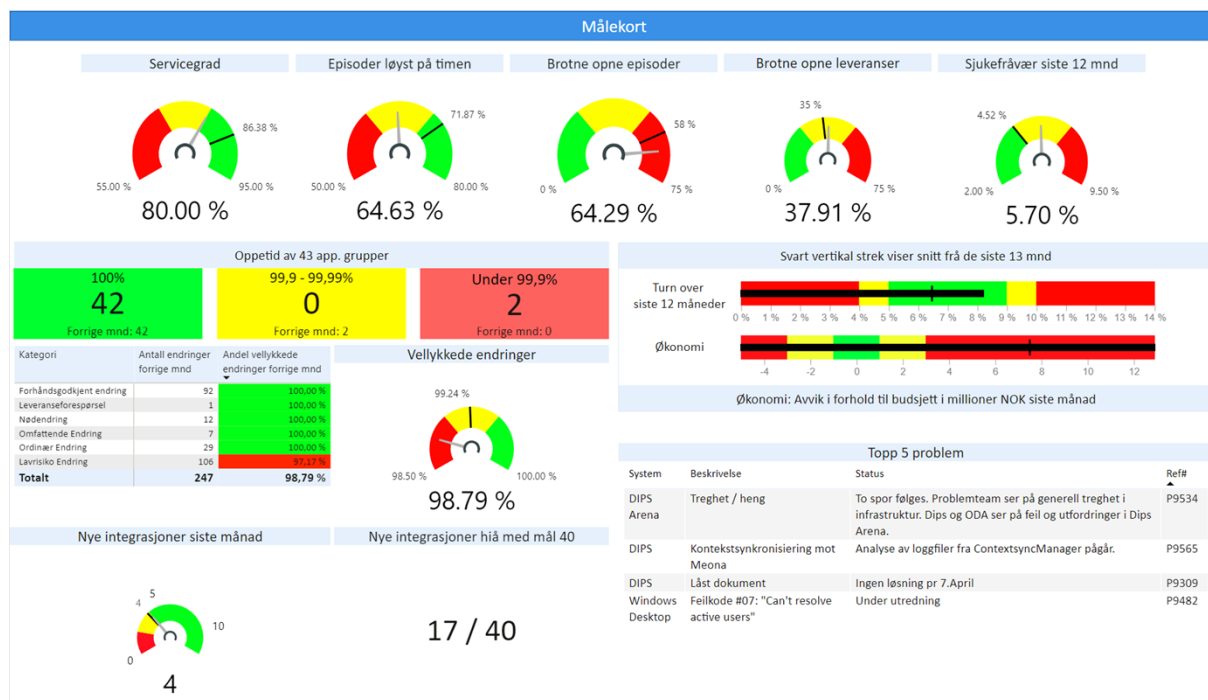 Målekort
Servicegrad
Episoder løyst på timen
Brotne opne episoder
Brotne opne leveranser
Sjukefråvær siste 12 mnd
86.38 %
55.00 %
95.00 %
80.00 %
71.87 %
50.00 %
80.00 %
64.63 %
58 %
0 %
75 %
64.29 %
35 %
0 %
75 %
37.91 %
4.52 %
2.00 %
9.50 %
5.70 %
Oppetid av 43 app. grupper
100%
42
Forrige mnd: 42
99,9 - 99,99%
0
Forrige mnd: 2
Under 99,9%
2
Forrige mnd: 0
Svart vertikal strek viser snitt frå de siste 13 mnd
Turn over
siste 12 måneder
0 % 1 % 2 % 3 % 4 % 5 % 6 % 7 % 8 % 9 % 10 % 11 % 12 % 13 % 14 %
Økonomi
-4 -2 0 2 4 6 8 10 12
Økonomi: Avvik i forhold til budsjett i millioner NOK siste månad
Kategori Antall endringer Andel vellykkede
forrige mnd endringer forrige mnd
Forhåndsgodkjent endring 92 100,00 %
Leveranseforespørsel 1 100,00 %
Nødendring 12 100,00 %
Omfattende Endring 7 100,00 %
Ordinær Endring 29 100,00 %
Lavrisiko Endring 106 97,17 %
Totalt 247 98,79 %
Vellykkede endringer
99.24 %
98.50 %
100.00 %
98.79 %
Topp 5 problem
System Beskrivelse Status Ref#
DIPS Treghet / heng To spor følges. Problemteam ser på generell treghet i P9534
Arena infrastruktur. Dips og ODA ser på feil og utfordringer i Dips
Arena.
DIPS Kontekstsynkronisiering mot Analyse av loggfiler fra ContextsyncManager pågår. P9565
Meona
DIPS Låst dokument Ingen løsning pr 7.April P9309
Windows Feilkode #07: "Can't resolve Under utredning P9482
Desktop active users"
Nye integrasjoner siste månad
5
4
10
0
4
Nye integrasjoner hiå med mål 40
17 / 40